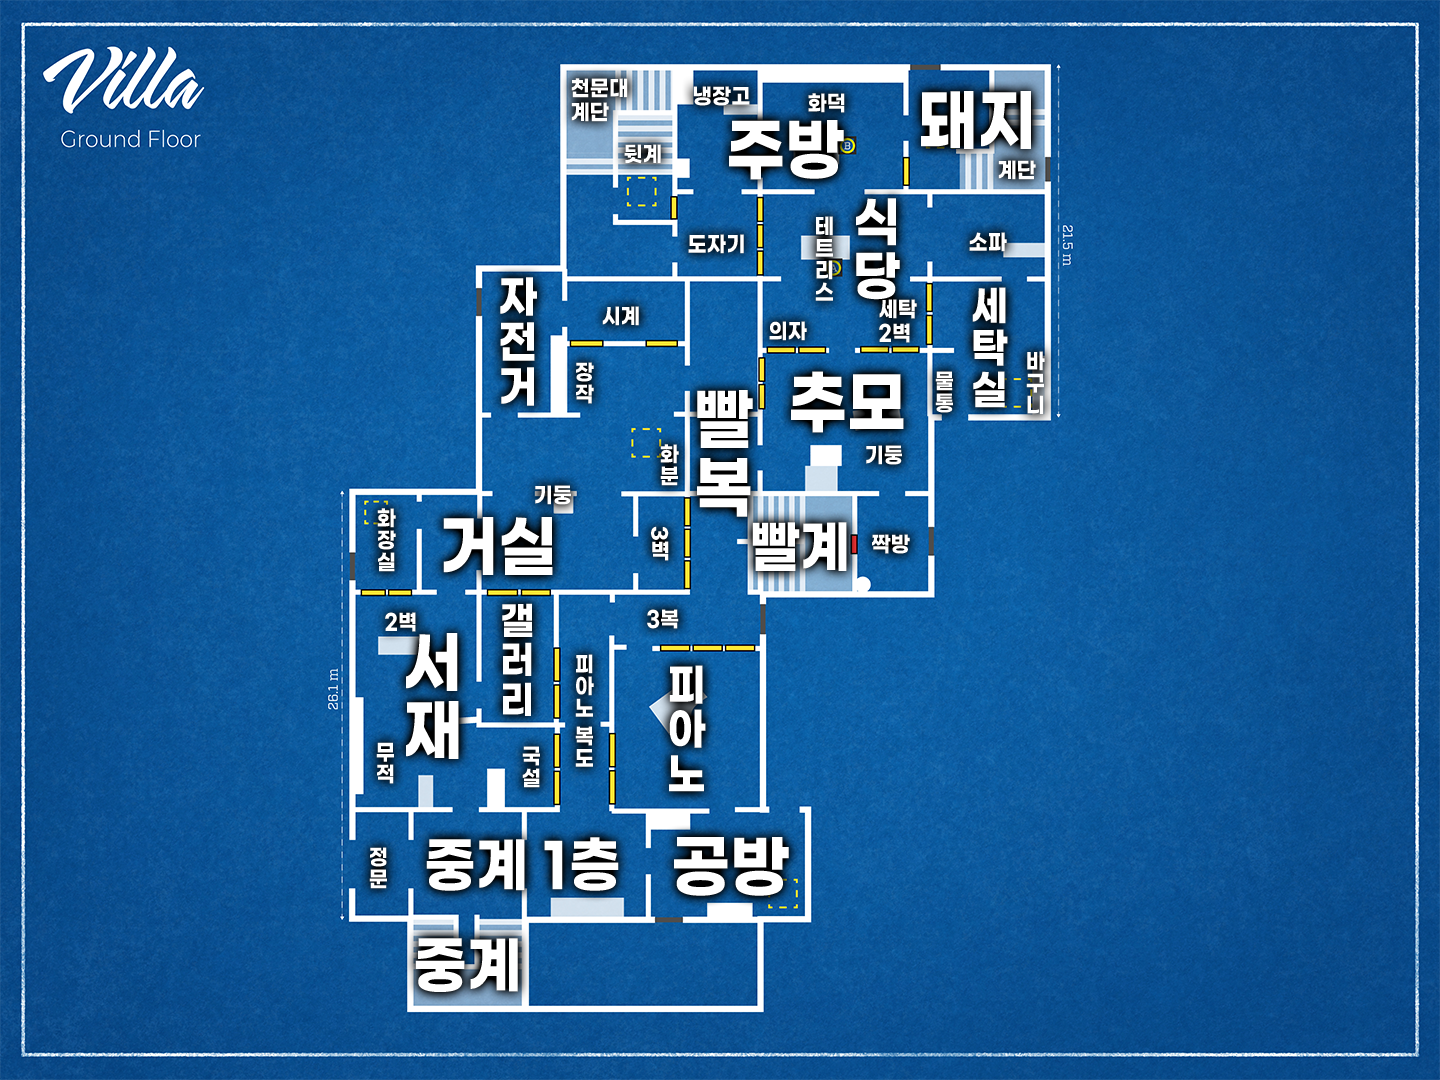 Villa
Ground Floor
천문대
계단
뒷계
냉장고
화덕
주방
B
돼지
계단
도자기
테트리스
A
식당
소파
21.5 m
자전거
시계
장작
의자
세탁
2벽
세탁실
바구니
물통
빨복
추모
기둥
화분
기둥
거실
화장실
3벽
빨계
짝방
2벽
서재
갤러리
3복
피아노 복도
피아노
26.1 m
무적
국설
정문
중계
1층
공방
중계